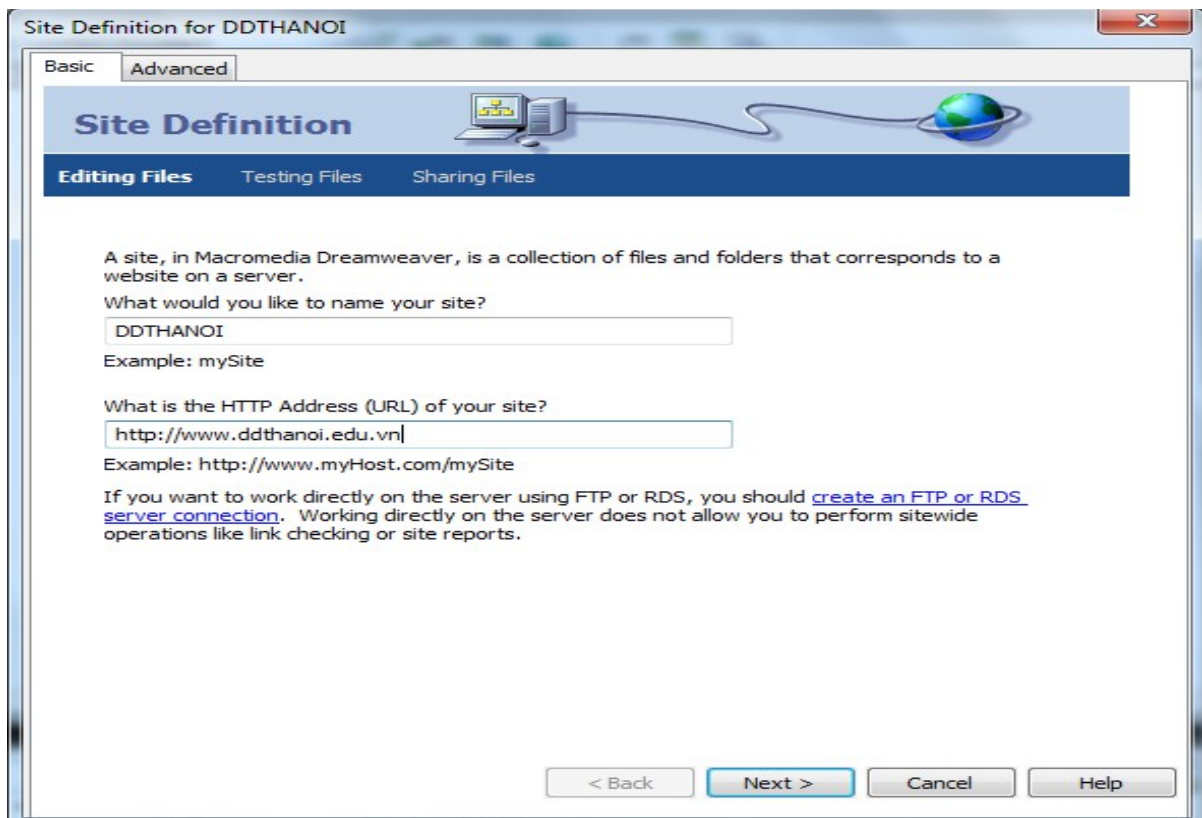 Site Definition for DDTHANOI
Basic Advanced
Site Definition
Editing Files Testing Files Sharing Files
A site, in Macromedia Dreamweaver, is a collection of files and folders that corresponds to a
website on a server.
What would you like to name your site?
DDTHANOI
Example: mySite
What is the HTTP Address (URL) of your site?
http://www.ddthanoi.edu.vn
Example: http://www.myHost.com/mySite
If you want to work directly on the server using FTP or RDS, you should create an FTP or RDS
server connection. Working directly on the server does not allow you to perform sitewide
operations like link checking or site reports.
< Back Next > Cancel Help